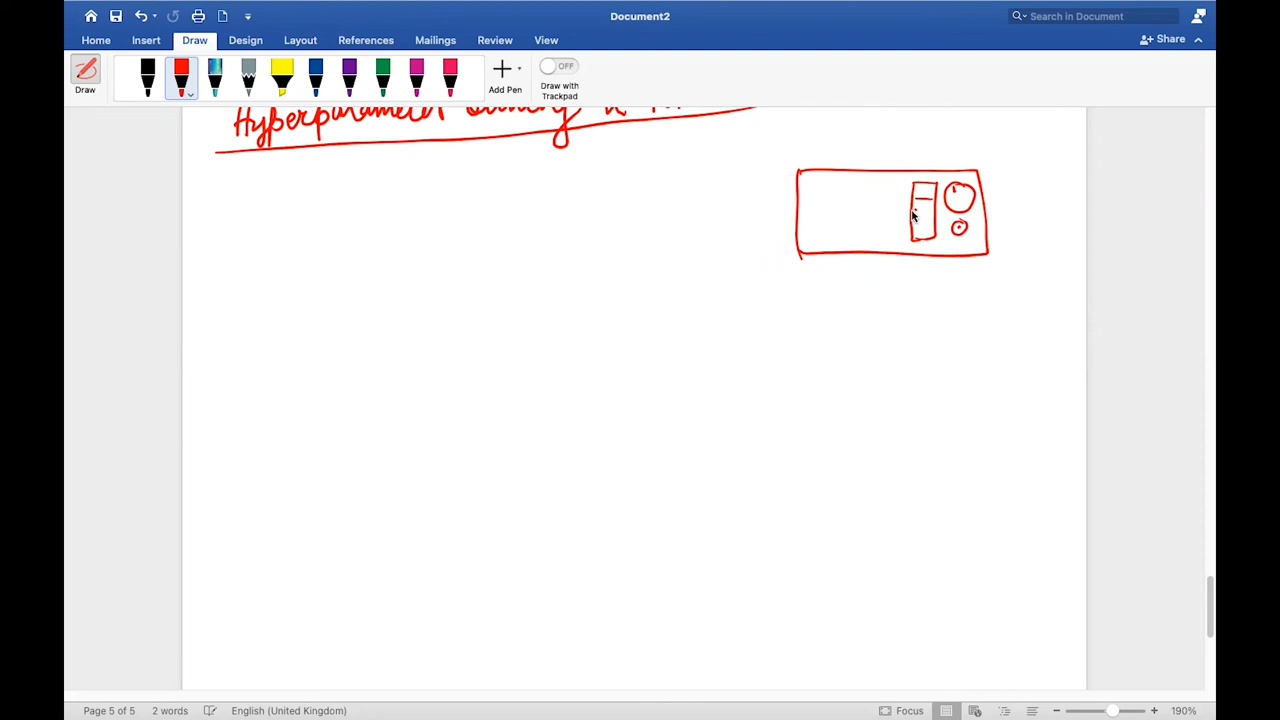 Document2
Search in Document
Home Insert Draw Design Layout References Mailings Review View
Share
Draw
OFF
Draw with
Trackpad
Add Pen
Hyperparameter
Page 5 of 5 2 words English (United Kingdom) Focus 190%